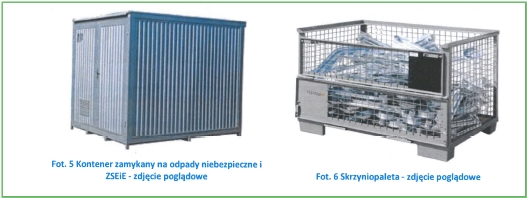 Fot. 5 Kontener zamykany na odpady niebezpieczne i
ZSEiE - zdjęcie poglądowe
Fot. 6 Skrzyniopaleta - zdjęcie poglądowe